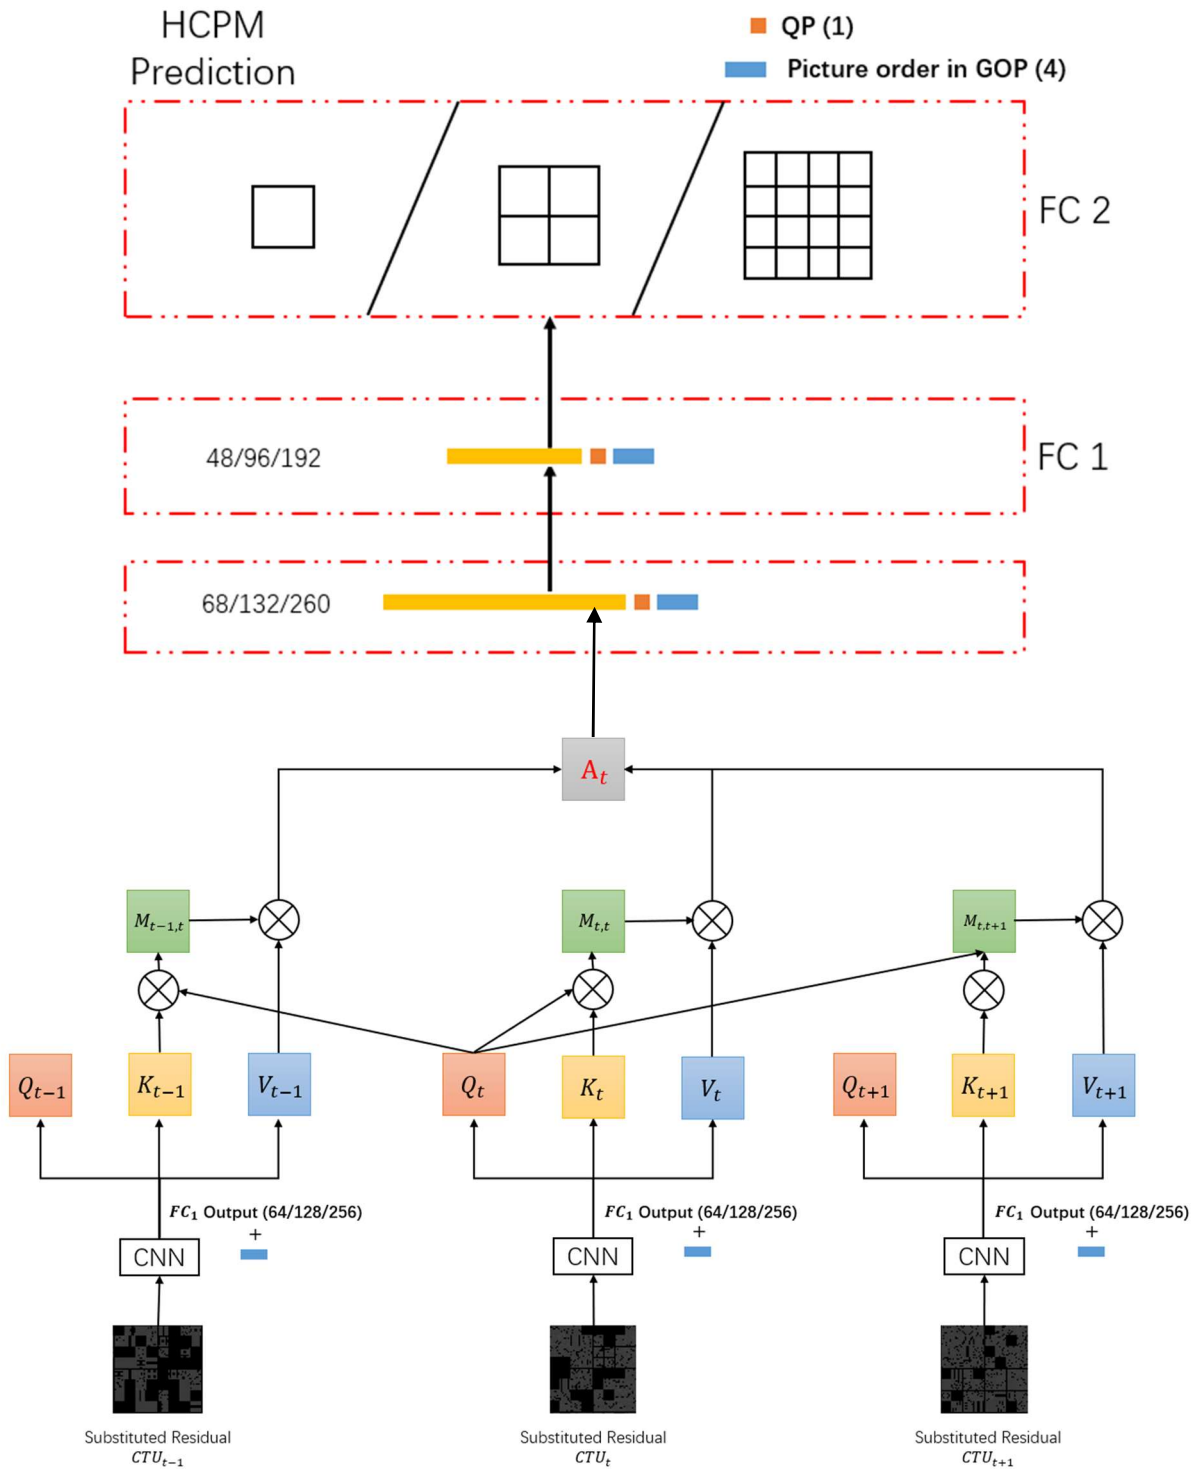 HCPM
Prediction
QP (1)
Picture order in GOP (4)
FC 2
48/96/192
FC 1
68/132/260
A_t
M_{t−1,t}
M_{t,t}
M_{t,t+1}
Q_{t−1}
K_{t−1}
V_{t−1}
Q_t
K_t
V_t
Q_{t+1}
K_{t+1}
V_{t+1}
FC_1 Output (64/128/256)
+
FC_1 Output (64/128/256)
+
FC_1 Output (64/128/256)
+
CNN
CNN
CNN
Substituted Residual
CTU_{t−1}
Substituted Residual
CTU_t
Substituted Residual
CTU_{t+1}